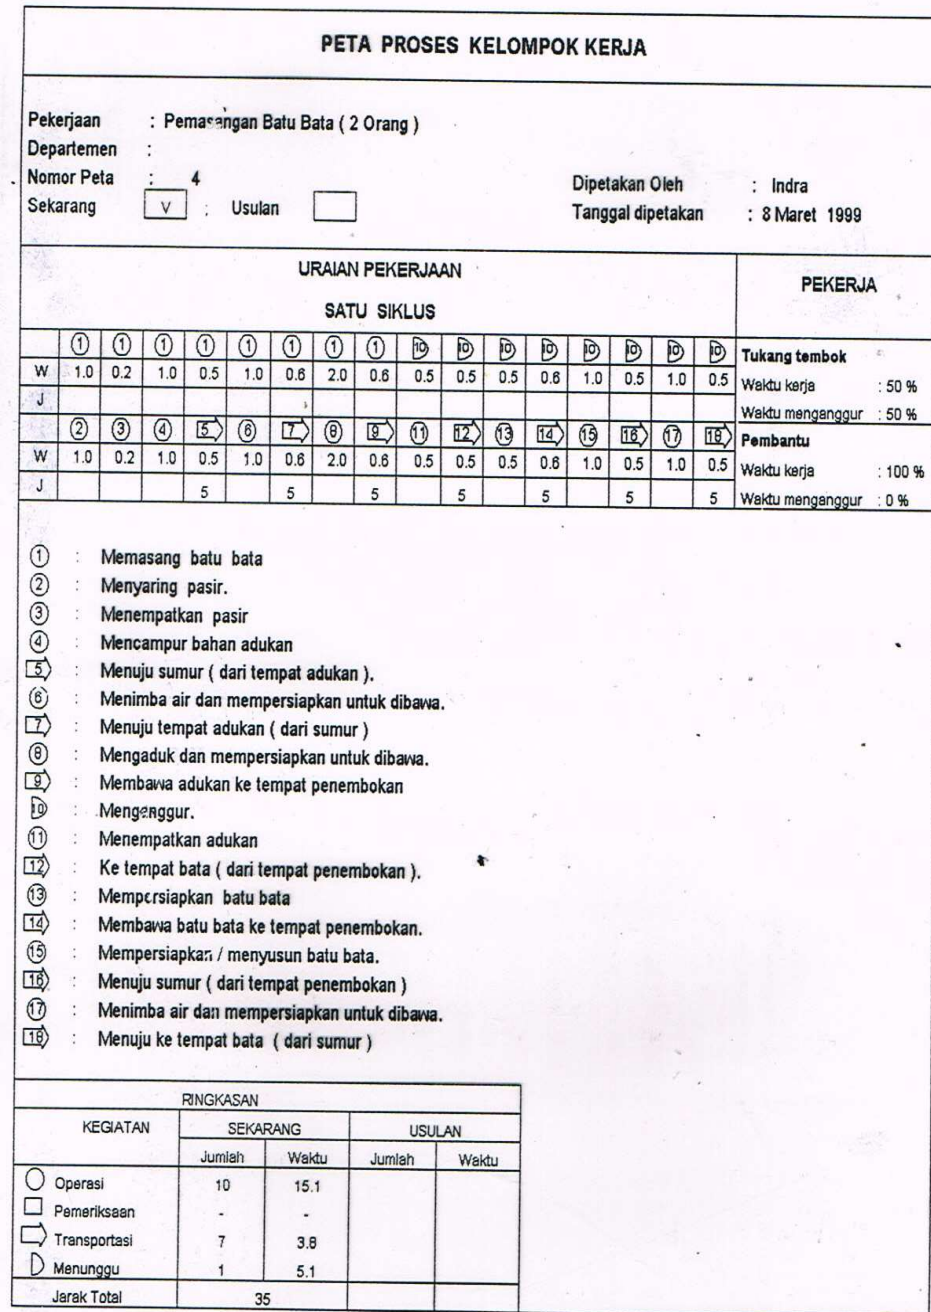 PETA PROSES KELOMPOK KERJA
Pekerjaan : Pemasangan Batu Bata ( 2 Orang )
Departemen :
Nomor Peta : 4
Sekarang V : Usulan
Dipetakan Oleh : Indra
Tanggal dipetakan : 8 Maret 1999
URAIAN PEKERJAAN
SATU SIKLUS
PEKERJA
1 1 1 1 1 1 1 1 10 10 10 10 10 10 10 10
W 1.0 0.2 1.0 0.5 1.0 0.6 2.0 0.6 0.5 0.5 0.5 0.6 1.0 0.5 1.0 0.5
J
Tukang tembok
Waktu kerja : 50 %
Waktu menganggur : 50 %
2 3 4 5 6 7 8 9 11 12 13 14 15 16 17 18
W 1.0 0.2 1.0 0.5 1.0 0.6 2.0 0.6 0.5 0.5 0.5 0.6 1.0 0.5 1.0 0.5
J 5 5 5 5 5 5 5
Pembantu
Waktu kerja : 100 %
Waktu menganggur : 0 %
1 : Memasang batu bata
2 : Menyaring pasir.
3 : Menempatkan pasir
4 : Mencampur bahan adukan
5 : Menuju sumur ( dari tempat adukan ).
6 : Menimba air dan mempersiapkan untuk dibawa.
7 : Menuju tempat adukan ( dari sumur )
8 : Mengaduk dan mempersiapkan untuk dibawa.
9 : Membawa adukan ke tempat penembokan
10 : Menganggur.
11 : Menempatkan adukan
12 : Ke tempat bata ( dari tempat penembokan ).
13 : Mempersiapkan batu bata
14 : Membawa batu bata ke tempat penembokan.
15 : Mempersiapkan / menyusun batu bata.
16 : Menuju sumur ( dari tempat penembokan )
17 : Menimba air dan mempersiapkan untuk dibawa.
18 : Menuju ke tempat bata ( dari sumur )
RINGKASAN
KEGIATAN SEKARANG USULAN
Jumlah Waktu Jumlah Waktu
Operasi 10 15.1
Pemeriksaan - -
Transportasi 7 3.8
Menunggu 1 5.1
Jarak Total 35